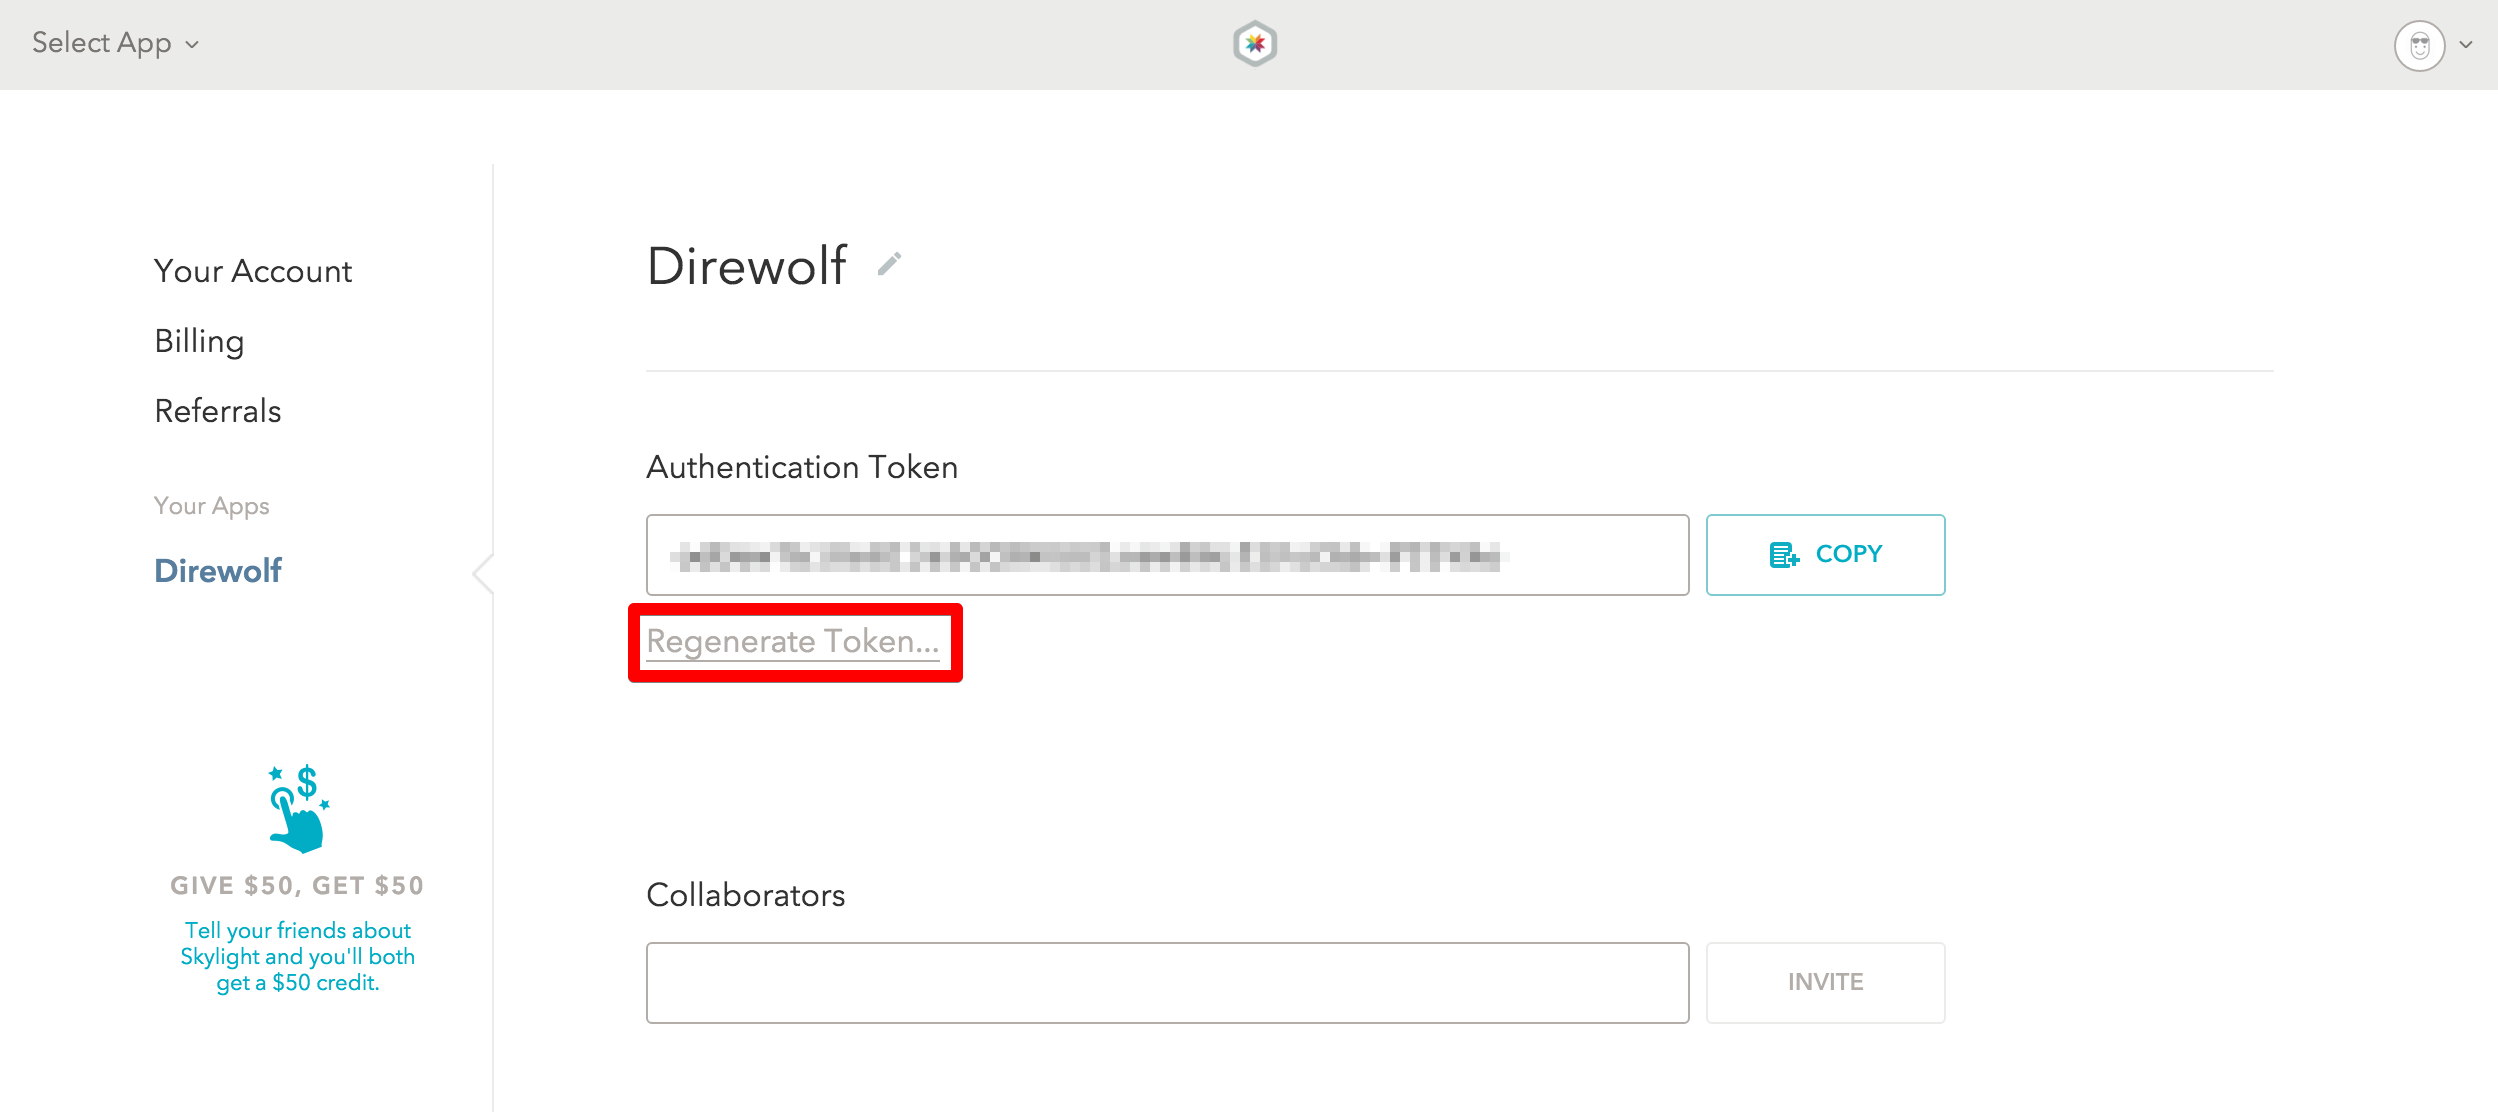 Select App
Your Account
Billing
Referrals
Your Apps
Direwolf
GIVE $50, GET $50
Tell your friends about
Skylight and you'll both
get a $50 credit.
Direwolf
Authentication Token
COPY
Regenerate Token...
Collaborators
INVITE